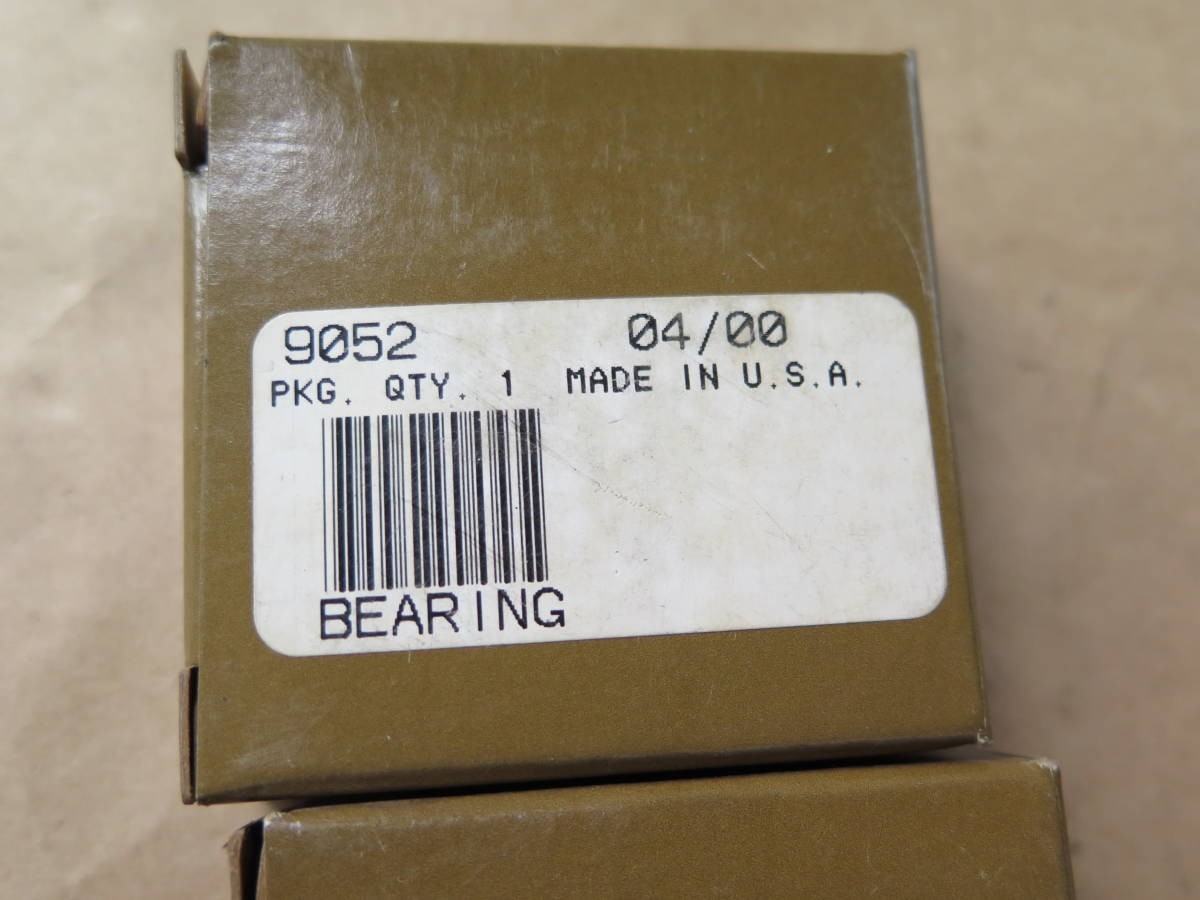 9052 04/00
PKG. QTY. 1 MADE IN U.S.A.
BEARING